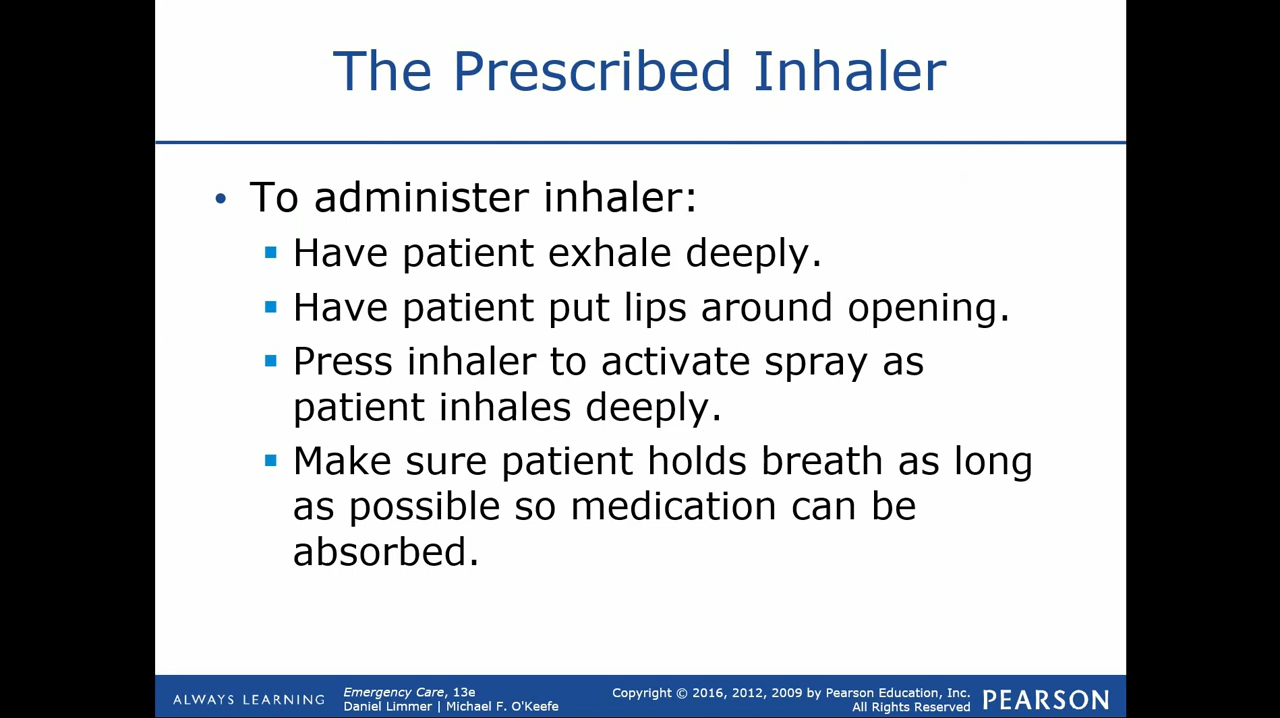 The Prescribed Inhaler
• To administer inhaler:
▪ Have patient exhale deeply.
▪ Have patient put lips around opening.
▪ Press inhaler to activate spray as
patient inhales deeply.
▪ Make sure patient holds breath as long
as possible so medication can be
absorbed.
ALWAYS LEARNING
Emergency Care, 13e
Daniel Limmer | Michael F. O'Keefe
Copyright © 2016, 2012, 2009 by Pearson Education, Inc.
All Rights Reserved
PEARSON